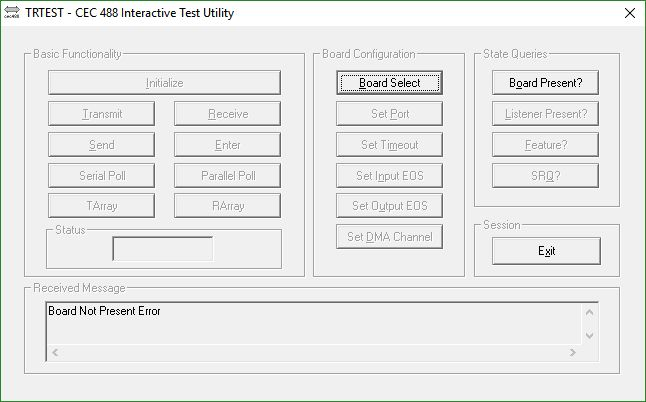 cec488
TRTEST - CEC 488 Interactive Test Utility
Basic Functionality
Initialize
Transmit
Receive
Send
Enter
Serial Poll
Parallel Poll
TArray
RArray
Status
Board Configuration
Board Select
Set Port
Set Timeout
Set Input EOS
Set Output EOS
Set DMA Channel
State Queries
Board Present?
Listener Present?
Feature?
SRQ?
Session
Exit
Received Message
Board Not Present Error